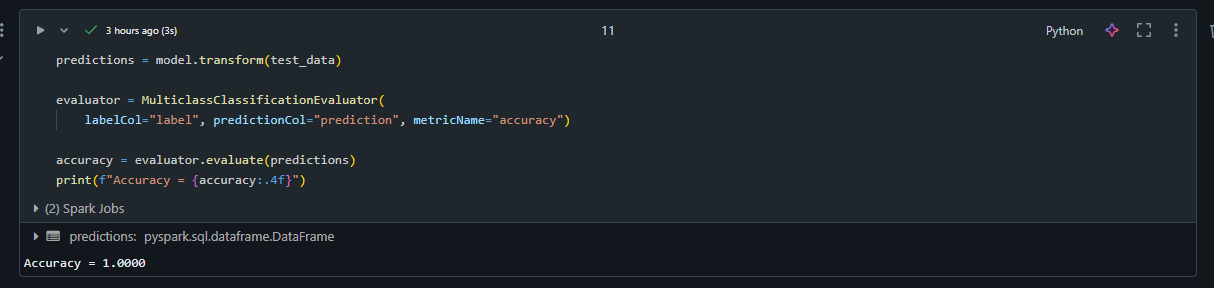 3 hours ago (3s)
11
Python
predictions = model.transform(test_data)
evaluator = MulticlassClassificationEvaluator(
labelCol="label", predictionCol="prediction", metricName="accuracy")
accuracy = evaluator.evaluate(predictions)
print(f"Accuracy = {accuracy:.4f}")
(2) Spark Jobs
predictions: pyspark.sql.dataframe.DataFrame
Accuracy = 1.0000